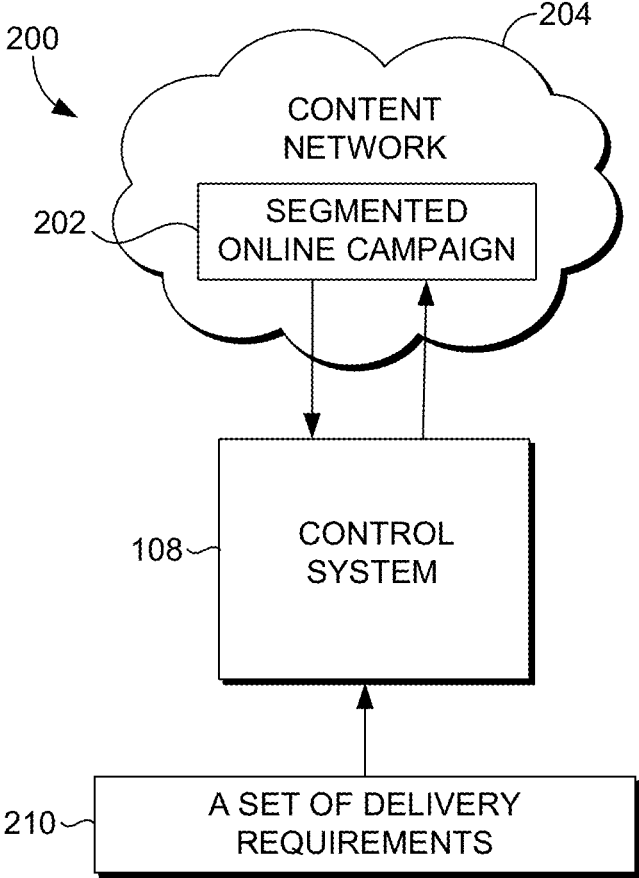 200
204
CONTENT
NETWORK
202
SEGMENTED
ONLINE CAMPAIGN
108
CONTROL
SYSTEM
210
A SET OF DELIVERY
REQUIREMENTS